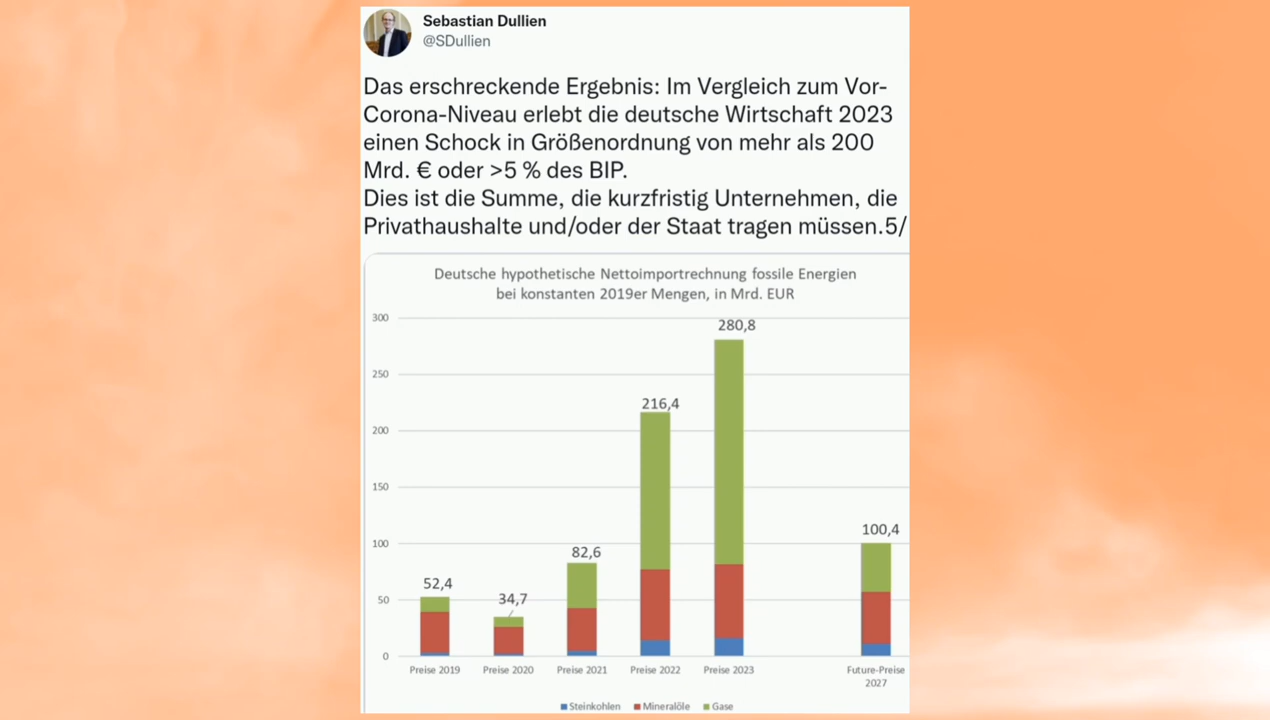 Sebastian Dullien
@SDullien
Das erschreckende Ergebnis: Im Vergleich zum Vor-
Corona-Niveau erlebt die deutsche Wirtschaft 2023
einen Schock in Größenordnung von mehr als 200
Mrd. € oder >5 % des BIP.
Dies ist die Summe, die kurzfristig Unternehmen, die
Privathaushalte und/oder der Staat tragen müssen.5/
Deutsche hypothetische Nettoimportrechnung fossile Energien
bei konstanten 2019er Mengen, in Mrd. EUR
300
280,8
250
216,4
200
150
100,4
100
82,6
52,4
50
34,7
0
Preise 2019 Preise 2020 Preise 2021 Preise 2022 Preise 2023 Future-Preise
2027
Steinkohlen Mineralöle Gase